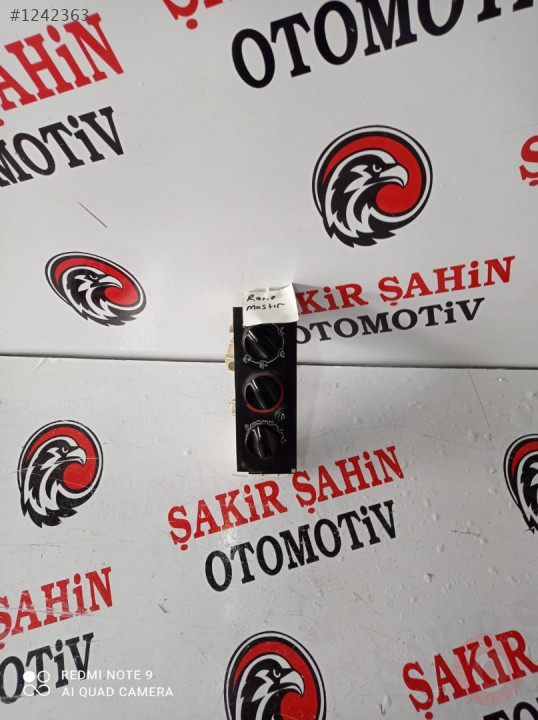 #1242363
ŞAHİN
OTOMOTİV
OTOMOTİV
ŞAKİR ŞAHİN
OTOMOTİV
Reno
mastır
ŞAKİR ŞAHİN
OTOMOTİV
ŞAHİN
OTİV
ŞAKİR
REDMI NOTE 9
AI QUAD CAMERA